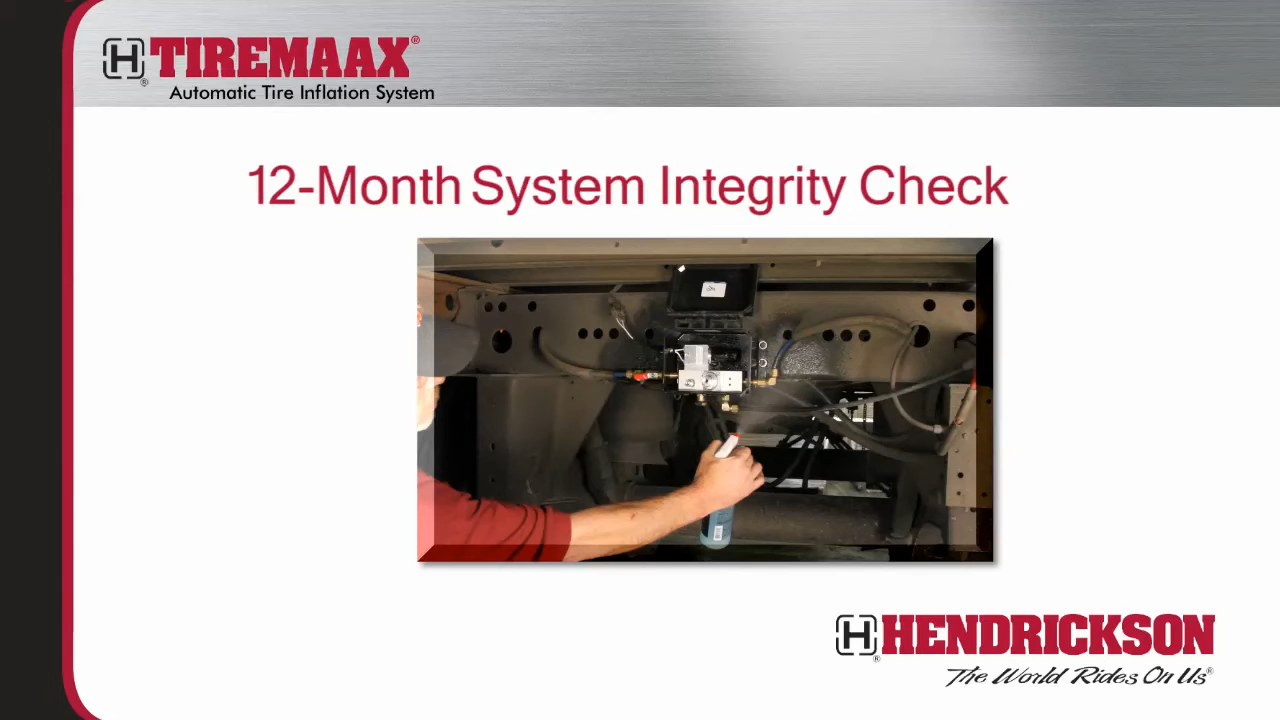 H® TIREMAAX®
Automatic Tire Inflation System
12-Month System Integrity Check
H® HENDRICKSON
The World Rides On Us®